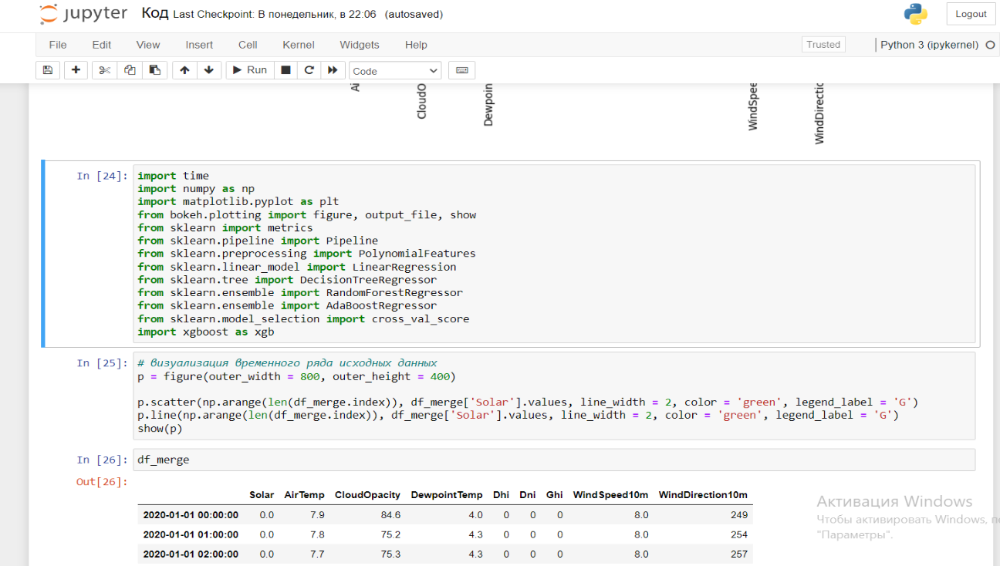 jupyter Код Last Checkpoint: В понедельник, в 22:06 (autosaved)
Logout
File Edit View Insert Cell Kernel Widgets Help Trusted Python 3 (ipykernel)
Run Code
CloudO
Dewpoin
WindSpee
WindDirectic
In [24]: import time
import numpy as np
import matplotlib.pyplot as plt
from bokeh.plotting import figure, output_file, show
from sklearn import metrics
from sklearn.pipeline import Pipeline
from sklearn.preprocessing import PolynomialFeatures
from sklearn.linear_model import LinearRegression
from sklearn.tree import DecisionTreeRegressor
from sklearn.ensemble import RandomForestRegressor
from sklearn.ensemble import AdaBoostRegressor
from sklearn.model_selection import cross_val_score
import xgboost as xgb
In [25]: # визуализация временного ряда исходных данных
p = figure(outer_width = 800, outer_height = 400)
p.scatter(np.arange(len(df_merge.index)), df_merge['Solar'].values, line_width = 2, color = 'green', legend_label = 'G')
p.line(np.arange(len(df_merge.index)), df_merge['Solar'].values, line_width = 2, color = 'green', legend_label = 'G')
show(p)
In [26]: df_merge
Out[26]:
Solar AirTemp CloudOpacity DewpointTemp Dhi Dni Ghi WindSpeed10m WindDirection10m
2020-01-01 00:00:00 0.0 7.9 84.6 4.0 0 0 0 8.0 249
2020-01-01 01:00:00 0.0 7.8 75.2 4.3 0 0 0 8.0 254
2020-01-01 02:00:00 0.0 7.7 75.3 4.3 0 0 0 8.0 257
Активация Windows
Чтобы активировать Windows, пе
"Параметры".